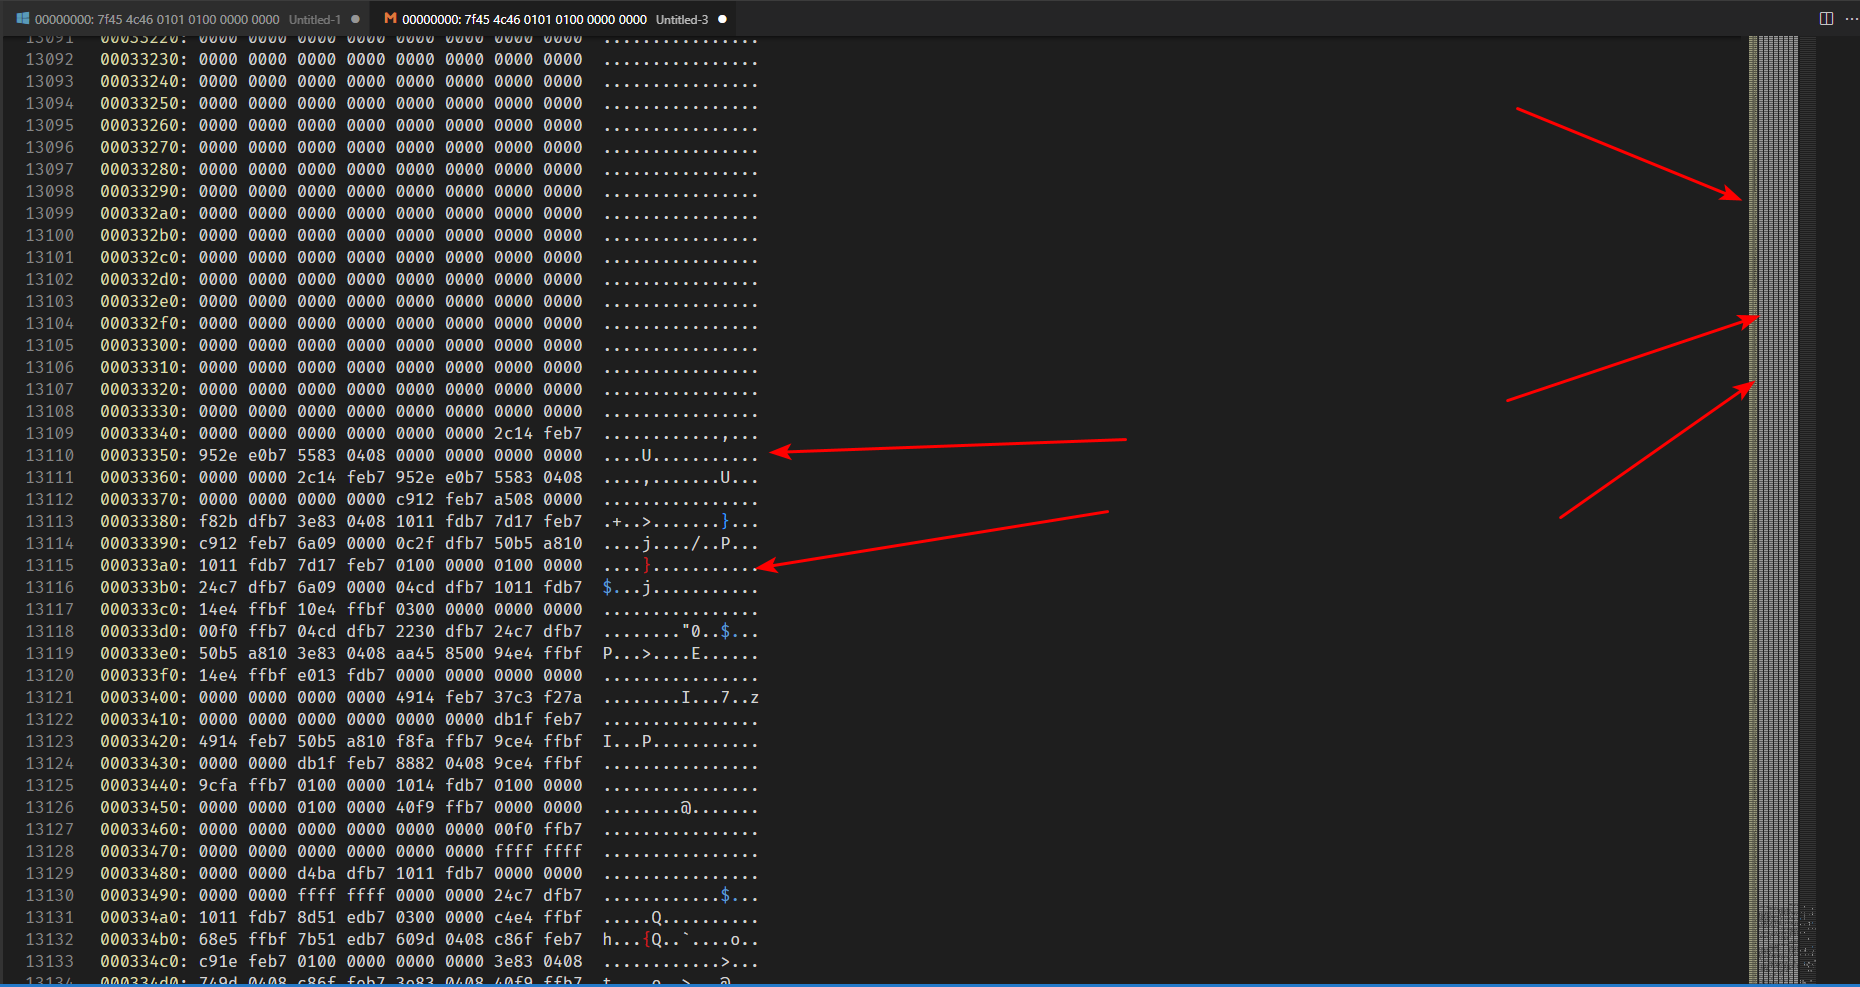 00000000: 7f45 4c46 0101 0100 0000 0000 Untitled-1
00000000: 7f45 4c46 0101 0100 0000 0000 Untitled-3
13091 00033220: 0000 0000 0000 0000 0000 0000 0000 0000 ................
13092 00033230: 0000 0000 0000 0000 0000 0000 0000 0000 ................
13093 00033240: 0000 0000 0000 0000 0000 0000 0000 0000 ................
13094 00033250: 0000 0000 0000 0000 0000 0000 0000 0000 ................
13095 00033260: 0000 0000 0000 0000 0000 0000 0000 0000 ................
13096 00033270: 0000 0000 0000 0000 0000 0000 0000 0000 ................
13097 00033280: 0000 0000 0000 0000 0000 0000 0000 0000 ................
13098 00033290: 0000 0000 0000 0000 0000 0000 0000 0000 ................
13099 000332a0: 0000 0000 0000 0000 0000 0000 0000 0000 ................
13100 000332b0: 0000 0000 0000 0000 0000 0000 0000 0000 ................
13101 000332c0: 0000 0000 0000 0000 0000 0000 0000 0000 ................
13102 000332d0: 0000 0000 0000 0000 0000 0000 0000 0000 ................
13103 000332e0: 0000 0000 0000 0000 0000 0000 0000 0000 ................
13104 000332f0: 0000 0000 0000 0000 0000 0000 0000 0000 ................
13105 00033300: 0000 0000 0000 0000 0000 0000 0000 0000 ................
13106 00033310: 0000 0000 0000 0000 0000 0000 0000 0000 ................
13107 00033320: 0000 0000 0000 0000 0000 0000 0000 0000 ................
13108 00033330: 0000 0000 0000 0000 0000 0000 0000 0000 ................
13109 00033340: 0000 0000 0000 0000 0000 0000 2c14 feb7 ............,...
13110 00033350: 952e e0b7 5583 0408 0000 0000 0000 0000 ....U...........
13111 00033360: 0000 0000 2c14 feb7 952e e0b7 5583 0408 ....,.......U...
13112 00033370: 0000 0000 0000 0000 c912 feb7 a508 0000 ................
13113 00033380: f82b dfb7 3e83 0408 1011 fdb7 7d17 feb7 .+..>.......}...
13114 00033390: c912 feb7 6a09 0000 0c2f dfb7 50b5 a810 ....j..../..P...
13115 000333a0: 1011 fdb7 7d17 feb7 0100 0000 0100 0000 ....}...........
13116 000333b0: 24c7 dfb7 6a09 0000 04cd dfb7 1011 fdb7 $...j...........
13117 000333c0: 14e4 ffbf 10e4 ffbf 0300 0000 0000 0000 ................
13118 000333d0: 00f0 ffb7 04cd dfb7 2230 dfb7 24c7 dfb7 ........"0..$...
13119 000333e0: 50b5 a810 3e83 0408 aa45 8500 94e4 ffbf P...>....E......
13120 000333f0: 14e4 ffbf e013 fdb7 0000 0000 0000 0000 ................
13121 00033400: 0000 0000 0000 0000 4914 feb7 37c3 f27a ........I...7..z
13122 00033410: 0000 0000 0000 0000 0000 0000 db1f feb7 ................
13123 00033420: 4914 feb7 50b5 a810 f8fa ffb7 9ce4 ffbf I...P...........
13124 00033430: 0000 0000 db1f feb7 8882 0408 9ce4 ffbf ................
13125 00033440: 9cfa ffb7 0100 0000 1014 fdb7 0100 0000 ................
13126 00033450: 0000 0000 0100 0000 40f9 ffb7 0000 0000 ........@.......
13127 00033460: 0000 0000 0000 0000 0000 0000 00f0 ffb7 ................
13128 00033470: 0000 0000 0000 0000 0000 0000 ffff ffff ................
13129 00033480: 0000 0000 d4ba dfb7 1011 fdb7 0000 0000 ................
13130 00033490: 0000 0000 ffff ffff 0000 0000 24c7 dfb7 ............$...
13131 000334a0: 1011 fdb7 8d51 edb7 0300 0000 c4e4 ffbf .....Q..........
13132 000334b0: 68e5 ffbf 7b51 edb7 609d 0408 c86f feb7 h...{Q..`....o..
13133 000334c0: c91e feb7 0100 0000 0000 0000 3e83 0408 ............>...
13134 000334d0: 749d 0408 c86f feb7 3e83 0408 40f9 ffb7 t....o..>...@...